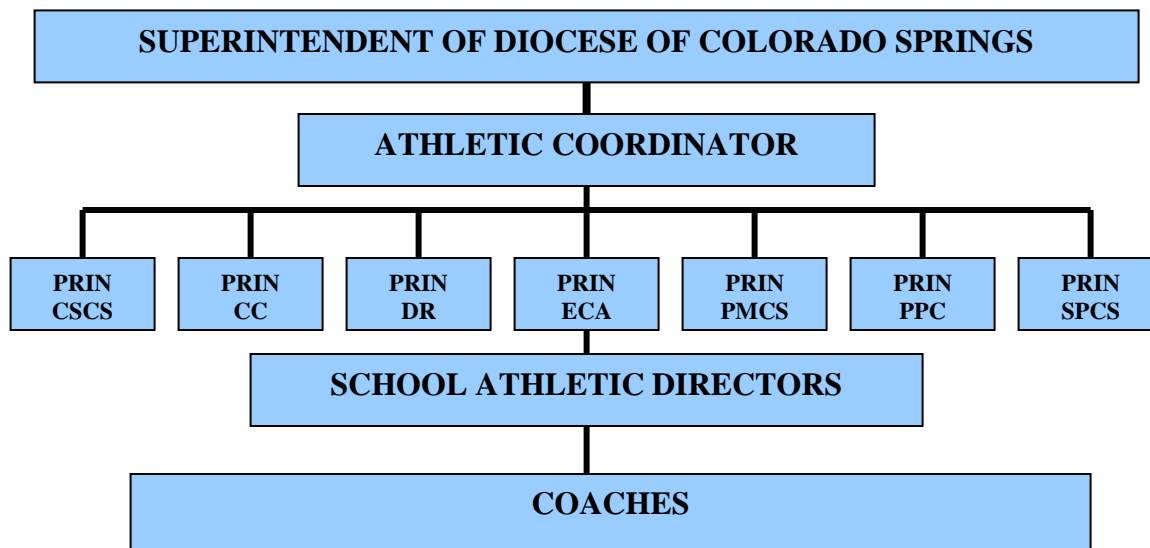 SUPERINTENDENT OF DIOCESE OF COLORADO SPRINGS
ATHLETIC COORDINATOR
PRIN
CSCS
PRIN
CC
PRIN
DR
PRIN
ECA
PRIN
PMCS
PRIN
PPC
PRIN
SPCS
SCHOOL ATHLETIC DIRECTORS
COACHES